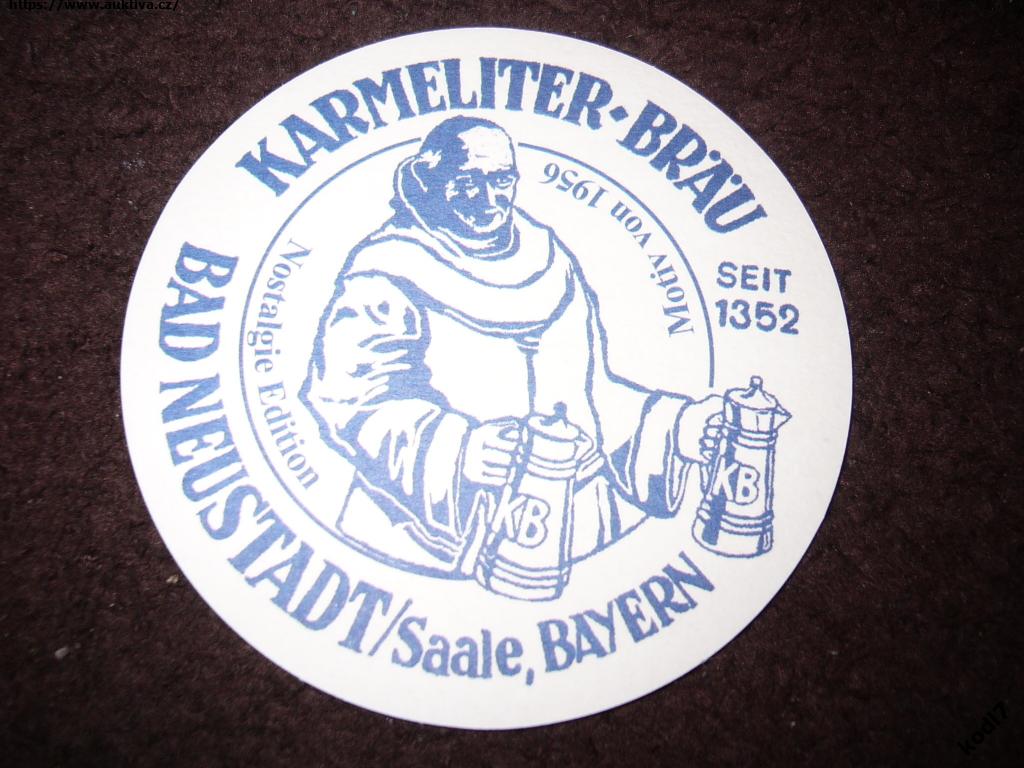 https://www.aukliva.cz/
KARMELITER-BRÄU
Motiv von 1956
SEIT
1352
Nostalgie Edition
KB
KB
BAD NEUSTADT/Saale, BAYERN
kodl7